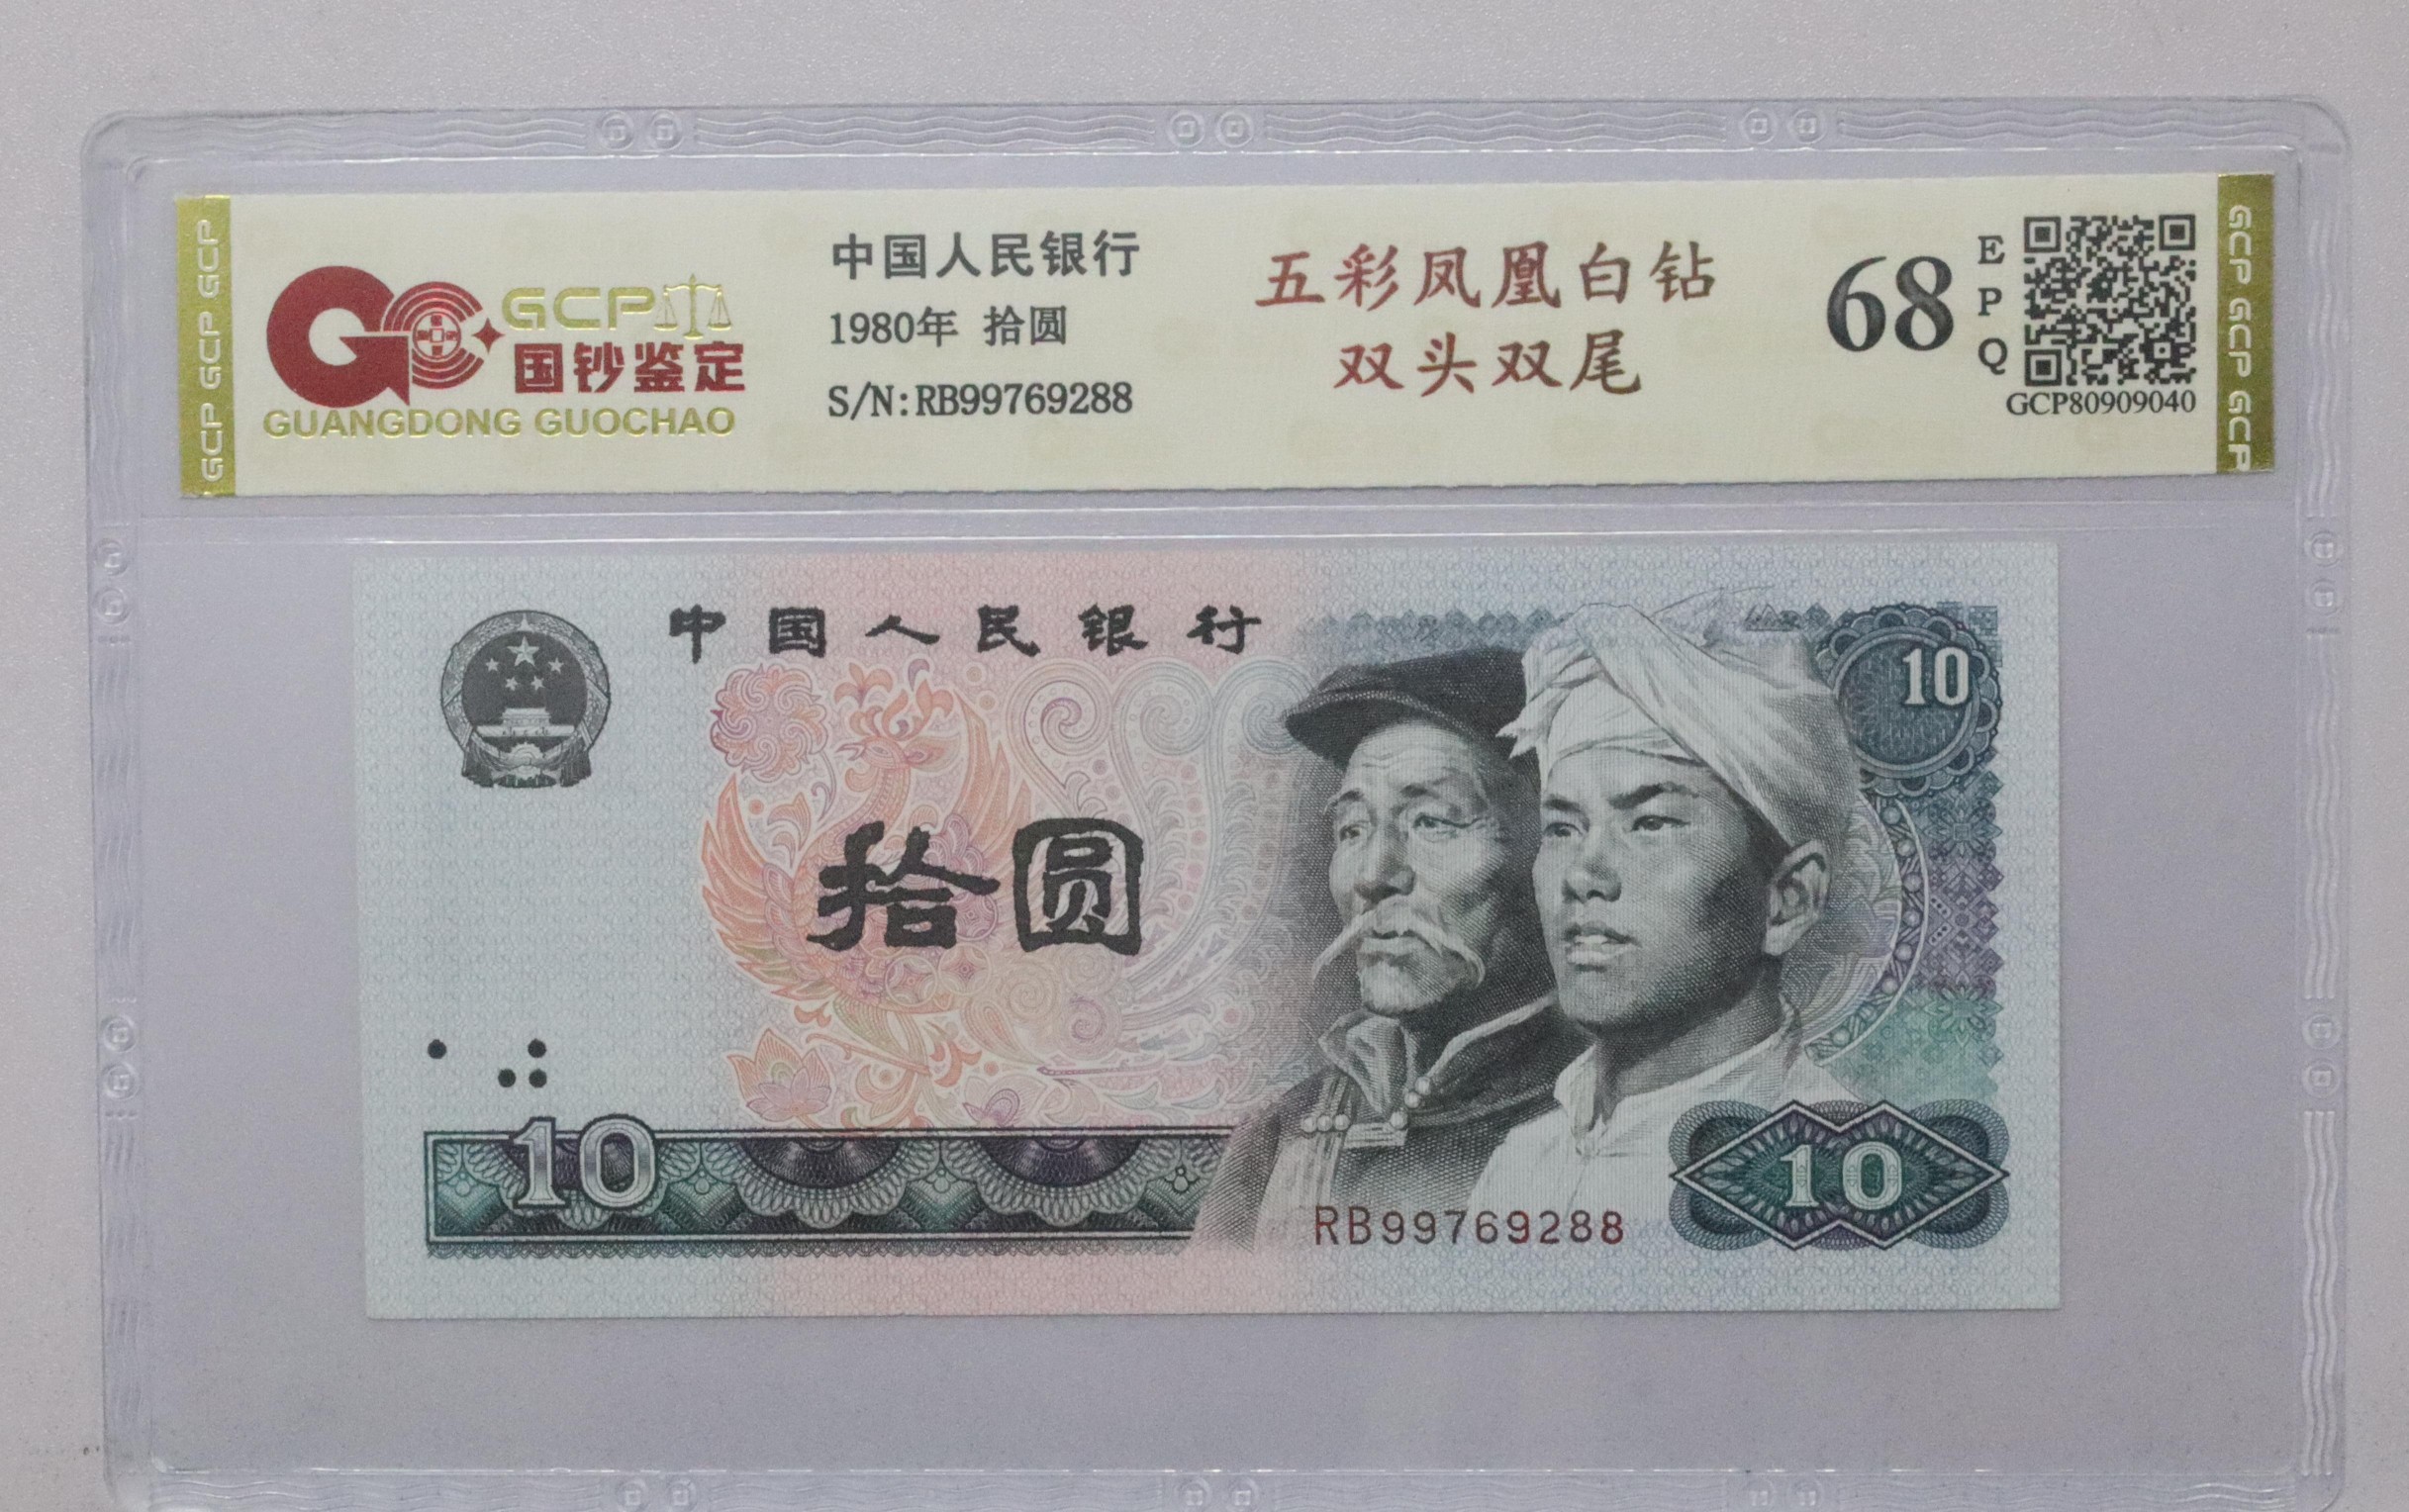 GCP GCP GCP
GCP
国钞鉴定
GUANGDONG GUOCHAO
中国人民银行
1980年 拾圆
S/N:RB99769288
五彩凤凰白钻
双头双尾
68
EPQ
GCP80909040
GCP GCP GCP GCP
中国人民银行
10
拾圆
10
RB99769288
10